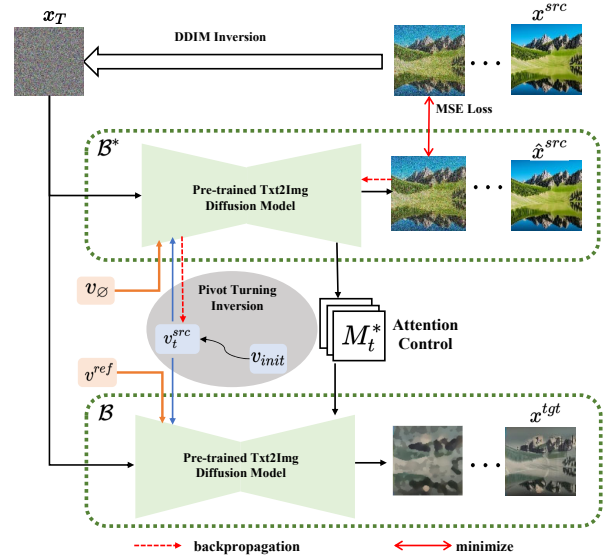 x_T
x^{src}
DDIM Inversion
• • •
MSE Loss
\mathcal{B}^*
\hat{x}^{src}
Pre-trained Txt2Img
Diffusion Model
• • •
v_∅
Pivot Turning
Inversion
v_t^{src}
v_{init}
M_t^*
Attention
Control
v^{ref}
\mathcal{B}
x^{tgt}
Pre-trained Txt2Img
Diffusion Model
• • •
backpropagation
minimize